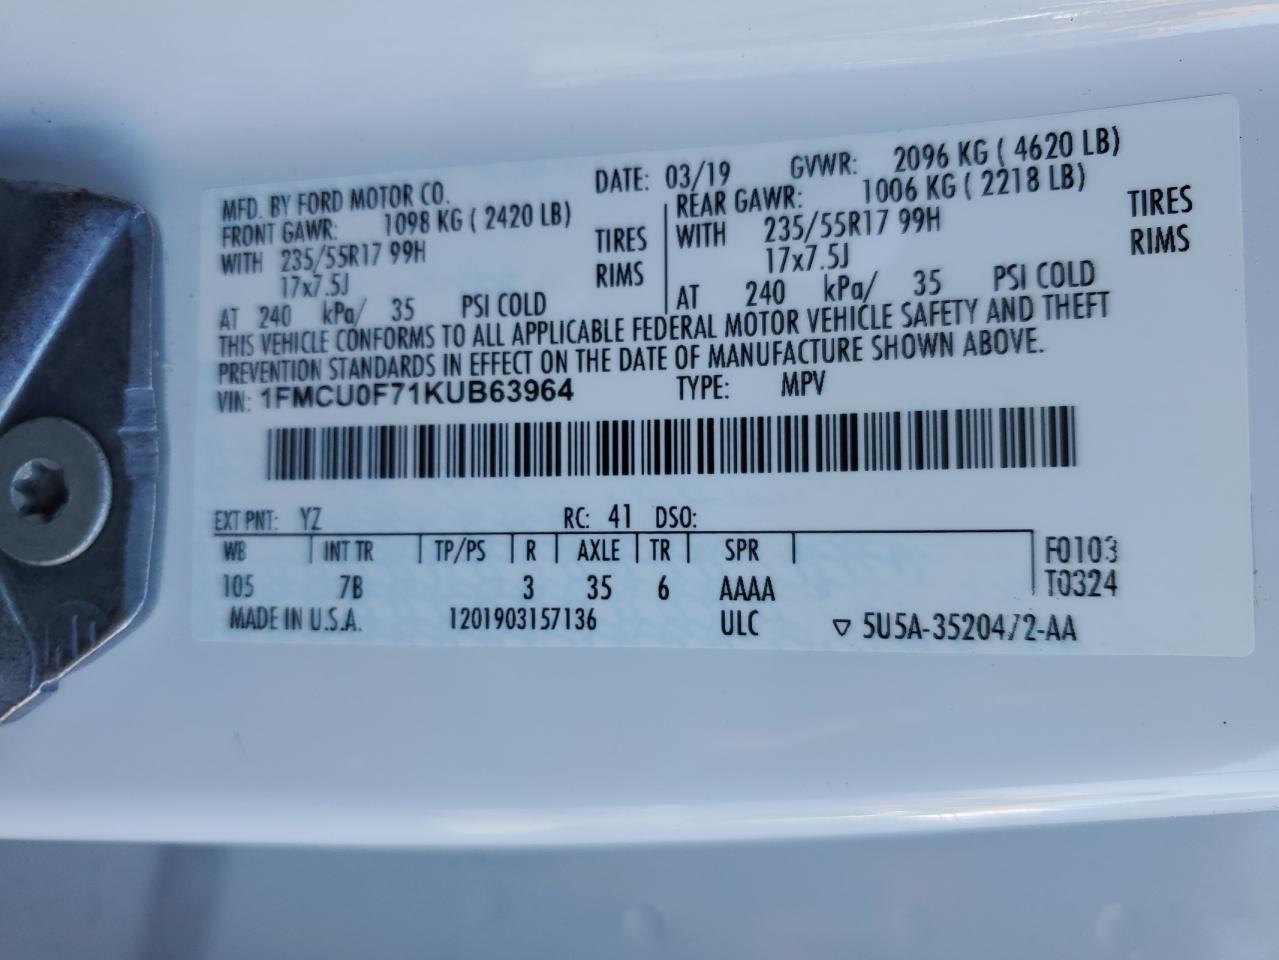 MFD. BY FORD MOTOR CO. DATE: 03/19 GVWR: 2096 KG ( 4620 LB)
FRONT GAWR: 1098 KG ( 2420 LB) REAR GAWR: 1006 KG ( 2218 LB)
WITH 235/55R17 99H TIRES WITH 235/55R17 99H TIRES
17x7.5J RIMS 17x7.5J RIMS
AT 240 kPa/ 35 PSI COLD AT 240 kPa/ 35 PSI COLD
THIS VEHICLE CONFORMS TO ALL APPLICABLE FEDERAL MOTOR VEHICLE SAFETY AND THEFT
PREVENTION STANDARDS IN EFFECT ON THE DATE OF MANUFACTURE SHOWN ABOVE.
VIN: 1FMCU0F71KUB63964 TYPE: MPV
EXT PNT: YZ RC: 41 DSO:
WB INT TR TP/PS R AXLE TR SPR F0103
105 7B 3 35 6 AAAA T0324
MADE IN U.S.A. 1201903157136 ULC ▽ 5U5A-3520472-AA